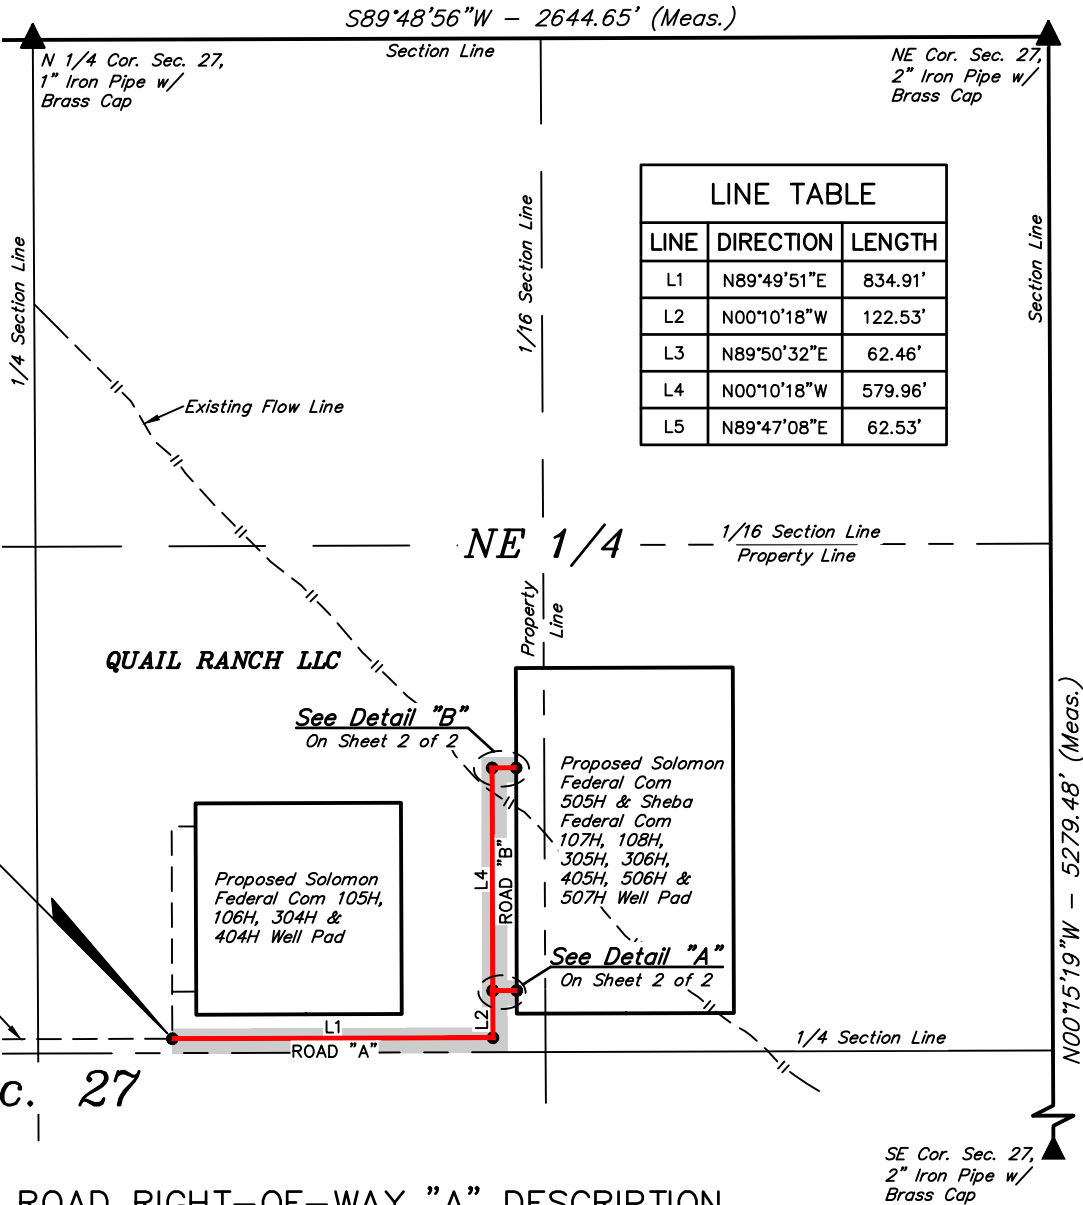 S89°48'56"W – 2644.65' (Meas.)
Section Line
N 1/4 Cor. Sec. 27,
1" Iron Pipe w/
Brass Cap
NE Cor. Sec. 27,
2" Iron Pipe w/
Brass Cap
1/4 Section Line
1/16 Section Line
Section Line
LINE TABLE
LINE DIRECTION LENGTH
L1 N89°49'51"E 834.91'
L2 N00°10'18"W 122.53'
L3 N89°50'32"E 62.46'
L4 N00°10'18"W 579.96'
L5 N89°47'08"E 62.53'
Existing Flow Line
NE 1/4
1/16 Section Line
Property Line
Property
Line
QUAIL RANCH LLC
See Detail "B"
On Sheet 2 of 2
Proposed Solomon
Federal Com
505H & Sheba
Federal Com
107H, 108H,
305H, 306H,
405H, 506H &
507H Well Pad
Proposed Solomon
Federal Com 105H,
106H, 304H &
404H Well Pad
L4
ROAD "B"
See Detail "A"
On Sheet 2 of 2
L2
L1
ROAD "A"
1/4 Section Line
N00°15'19"W – 5279.48' (Meas.)
c. 27
SE Cor. Sec. 27,
2" Iron Pipe w/
Brass Cap
ROAD RIGHT-OF-WAY "A" DESCRIPTION